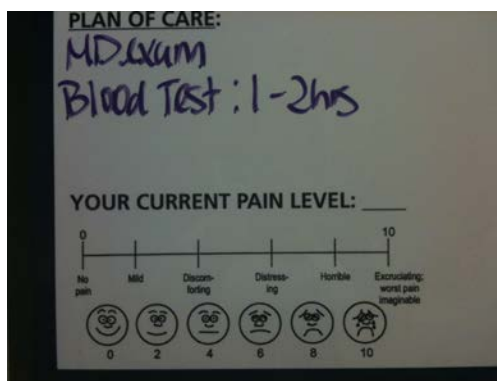 PLAN OF CARE:
MD.exam
Blood Test: 1-2hrs
YOUR CURRENT PAIN LEVEL: ____
0 10
No pain
Mild
Discom-
forting
Distress-
ing
Horrible
Excruciating;
worst pain
imaginable
0 2 4 6 8 10